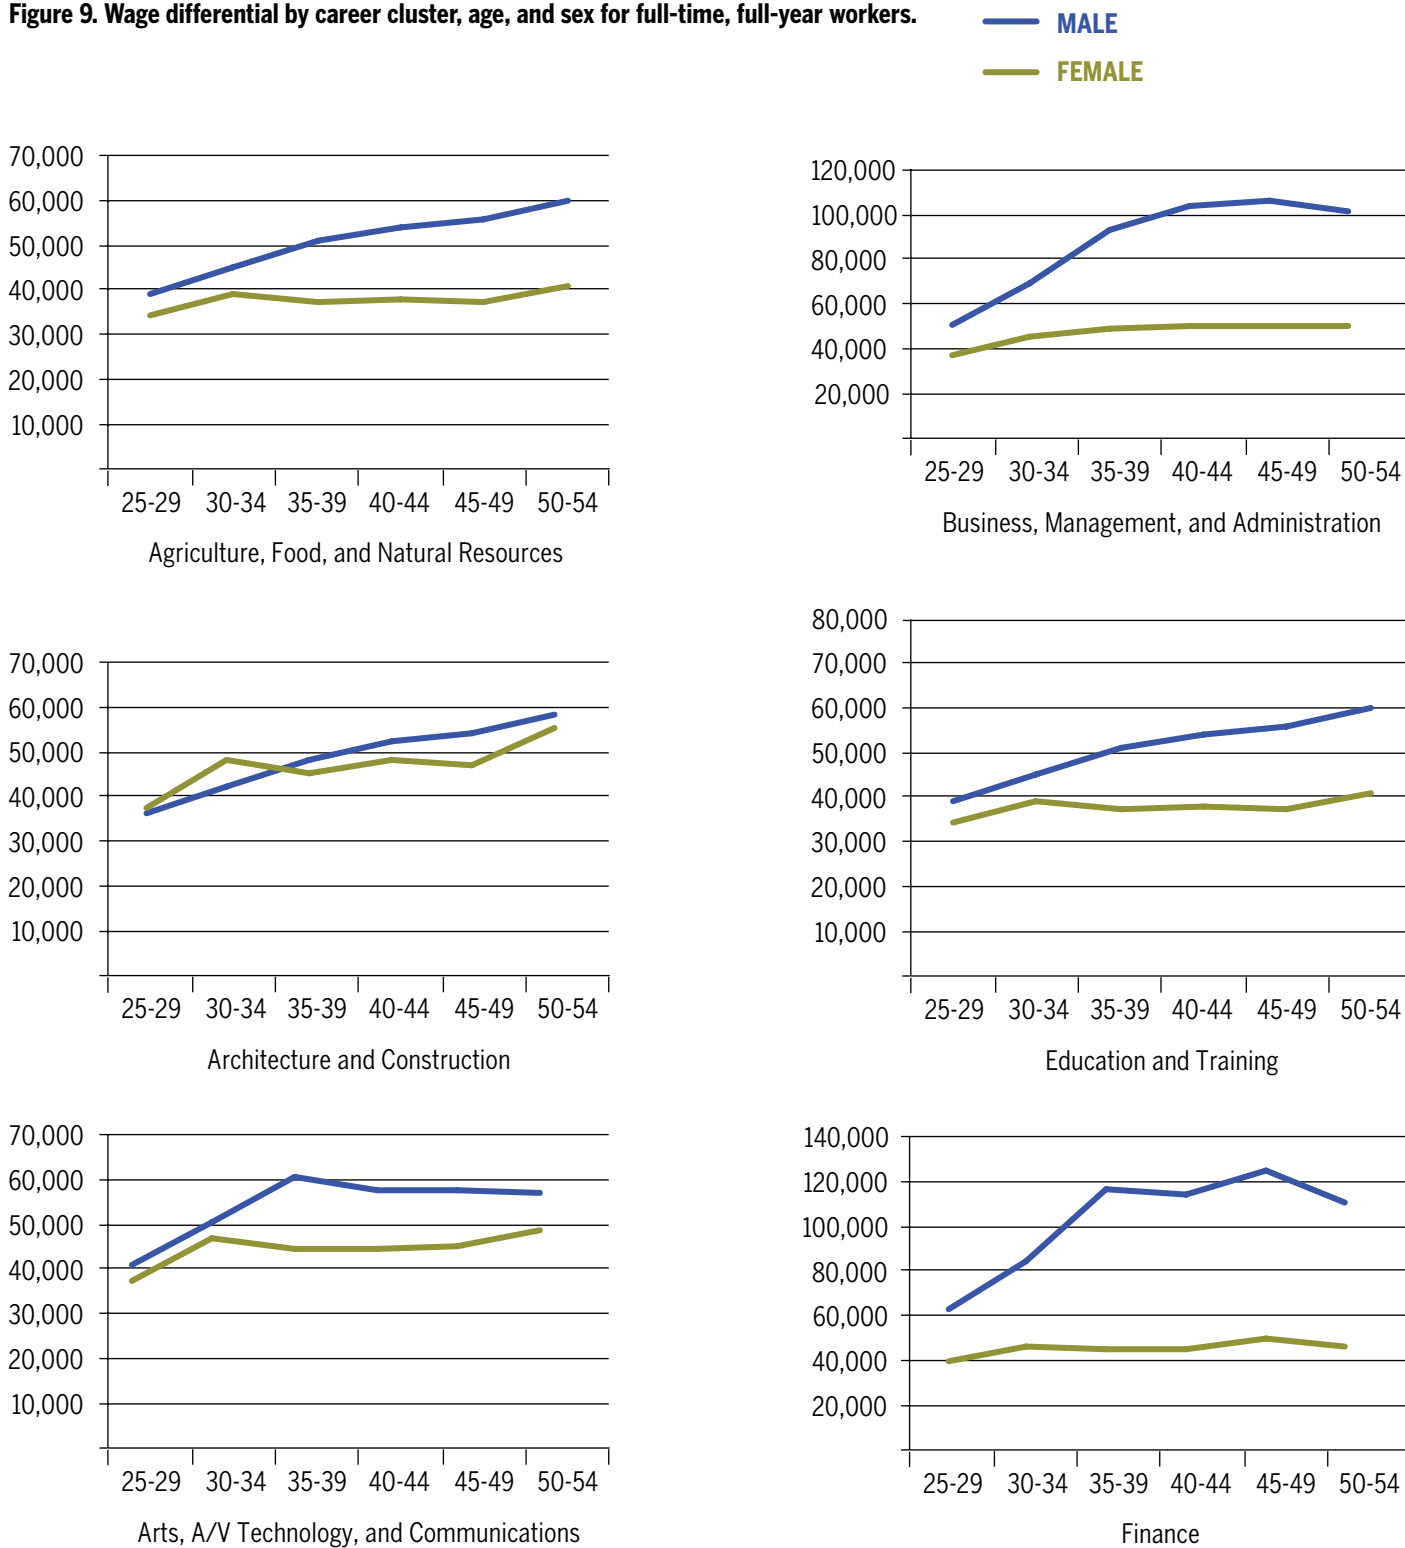 Figure 9. Wage differential by career cluster, age, and sex for full-time, full-year workers.
MALE
FEMALE
70,000
60,000
50,000
40,000
30,000
20,000
10,000
25-29 30-34 35-39 40-44 45-49 50-54
Agriculture, Food, and Natural Resources
120,000
100,000
80,000
60,000
40,000
20,000
25-29 30-34 35-39 40-44 45-49 50-54
Business, Management, and Administration
70,000
60,000
50,000
40,000
30,000
20,000
10,000
25-29 30-34 35-39 40-44 45-49 50-54
Architecture and Construction
80,000
70,000
60,000
50,000
40,000
30,000
20,000
10,000
25-29 30-34 35-39 40-44 45-49 50-54
Education and Training
70,000
60,000
50,000
40,000
30,000
20,000
10,000
25-29 30-34 35-39 40-44 45-49 50-54
Arts, A/V Technology, and Communications
140,000
120,000
100,000
80,000
60,000
40,000
20,000
25-29 30-34 35-39 40-44 45-49 50-54
Finance